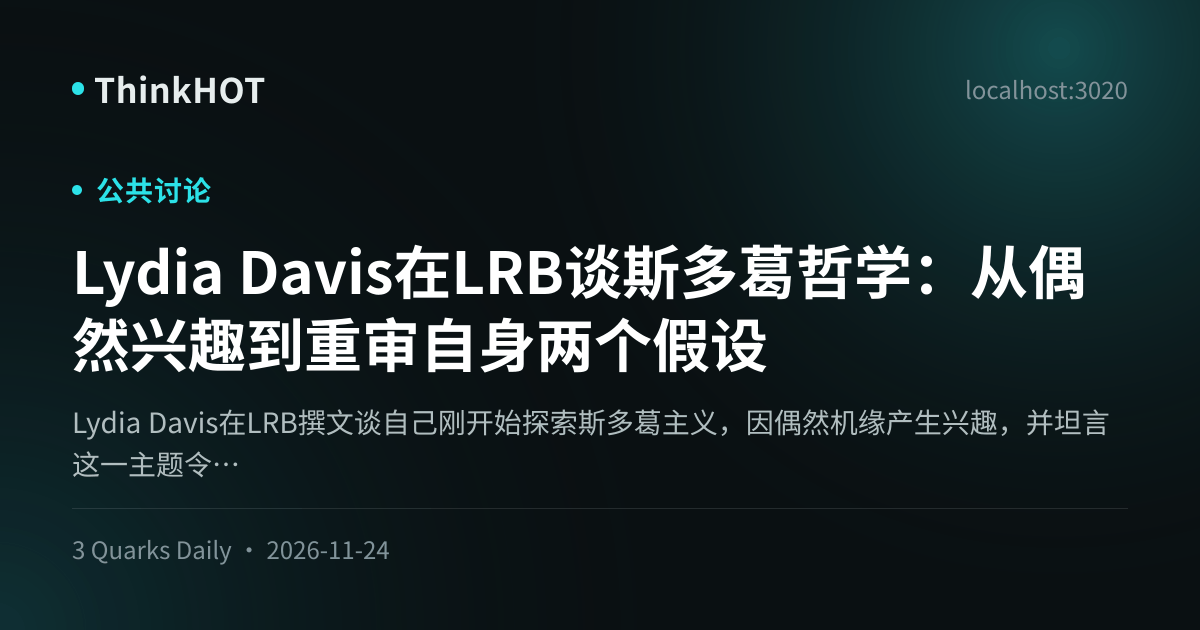 ThinkHOT
localhost:3020
公共讨论
Lydia Davis在LRB谈斯多葛哲学：从偶
然兴趣到重审自身两个假设
Lydia Davis在LRB撰文谈自己刚开始探索斯多葛主义，因偶然机缘产生兴趣，并坦言
这一主题令…
3 Quarks Daily · 2026-11-24